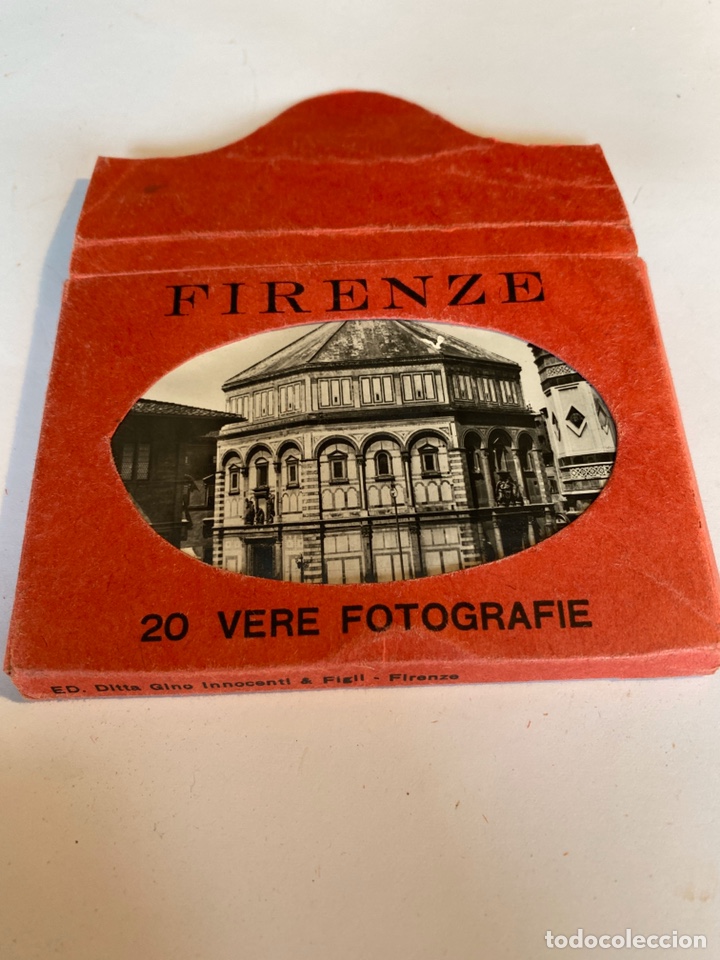 FIRENZE
20 VERE FOTOGRAFIE
ED. Ditta Gino Innocenti & Figli - Firenze
todocoleccion